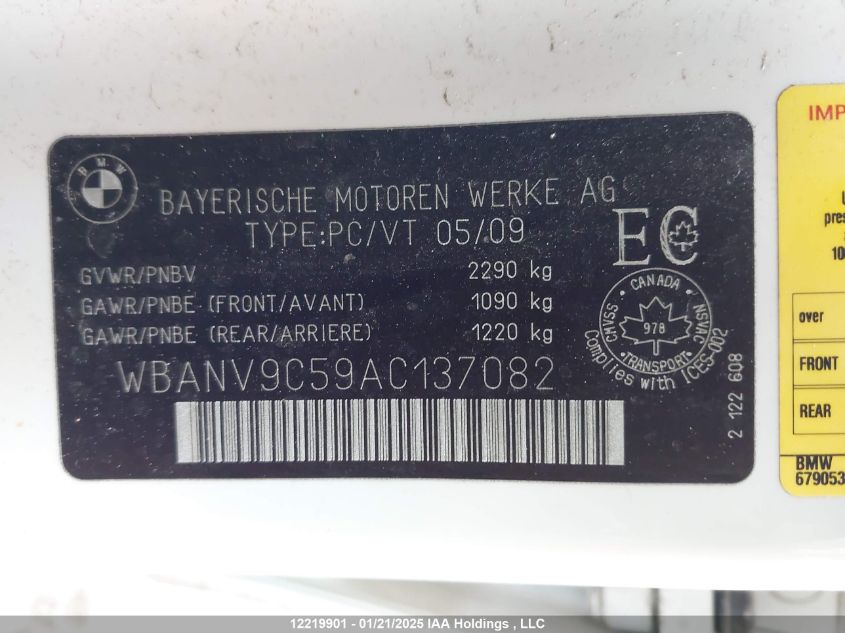 BMW
BAYERISCHE MOTOREN WERKE AG
TYPE:PC/VT 05/09
EC
GVWR/PNBV 2290 kg
GAWR/PNBE (FRONT/AVANT) 1090 kg
GAWR/PNBE (REAR/ARRIERE) 1220 kg
WBANV9C59AC137082
CANADA
CMVSS
NSVAC
978
TRANSPORT
Complies with ICES-002
2 122 608
IMP
U
pres
10
over
FRONT
REAR
BMW
679053
12219901 - 01/21/2025 IAA Holdings , LLC